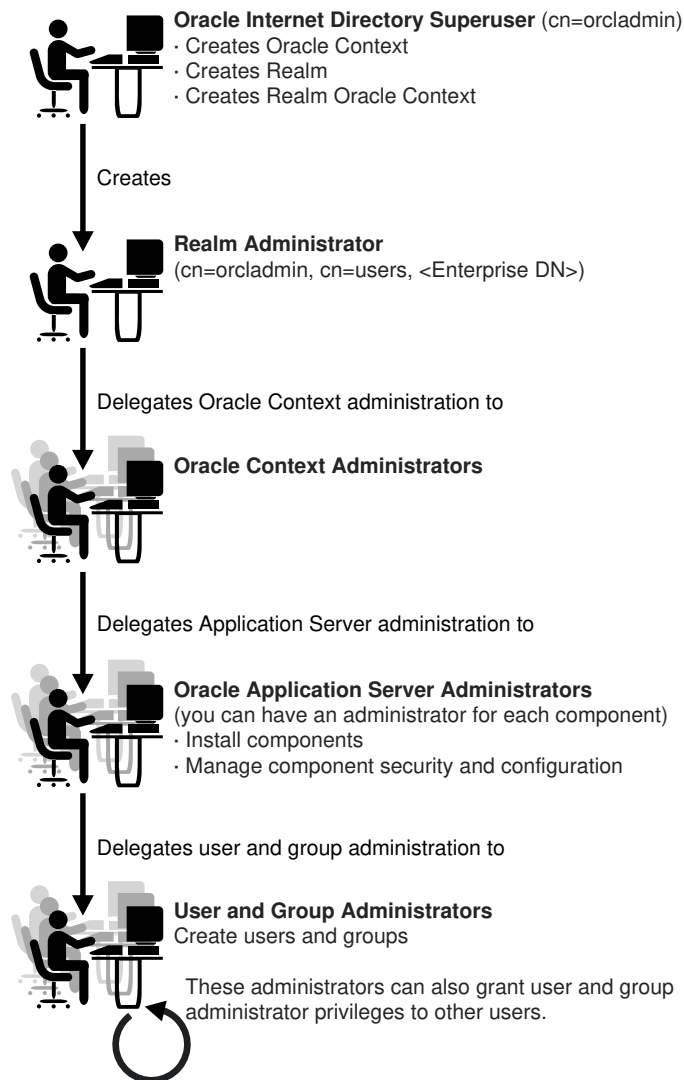 Oracle Internet Directory Superuser (cn=orcladmin)
· Creates Oracle Context
· Creates Realm
· Creates Realm Oracle Context
Creates
Realm Administrator
(cn=orcladmin, cn=users, <Enterprise DN>)
Delegates Oracle Context administration to
Oracle Context Administrators
Delegates Application Server administration to
Oracle Application Server Administrators
(you can have an administrator for each component)
· Install components
· Manage component security and configuration
Delegates user and group administration to
User and Group Administrators
Create users and groups
These administrators can also grant user and group
administrator privileges to other users.